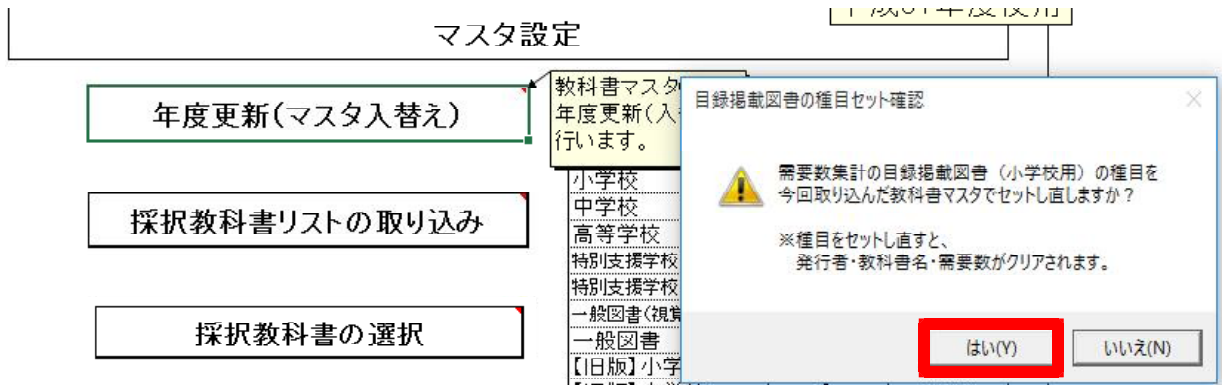 平成31年度使用
マスタ設定
年度更新(マスタ入替え)
教科書マスタ
年度更新(入
行います。
採択教科書リストの取り込み
採択教科書の選択
小学校
中学校
高等学校
特別支援学校
特別支援学校
一般図書(視覚
一般図書
【旧版】小学
目録掲載図書の種目セット確認
需要数集計の目録掲載図書（小学校用）の種目を
今回取り込んだ教科書マスタでセットし直しますか？
※種目をセットし直すと、
発行者・教科書名・需要数がクリアされます。
はい(Y)
いいえ(N)